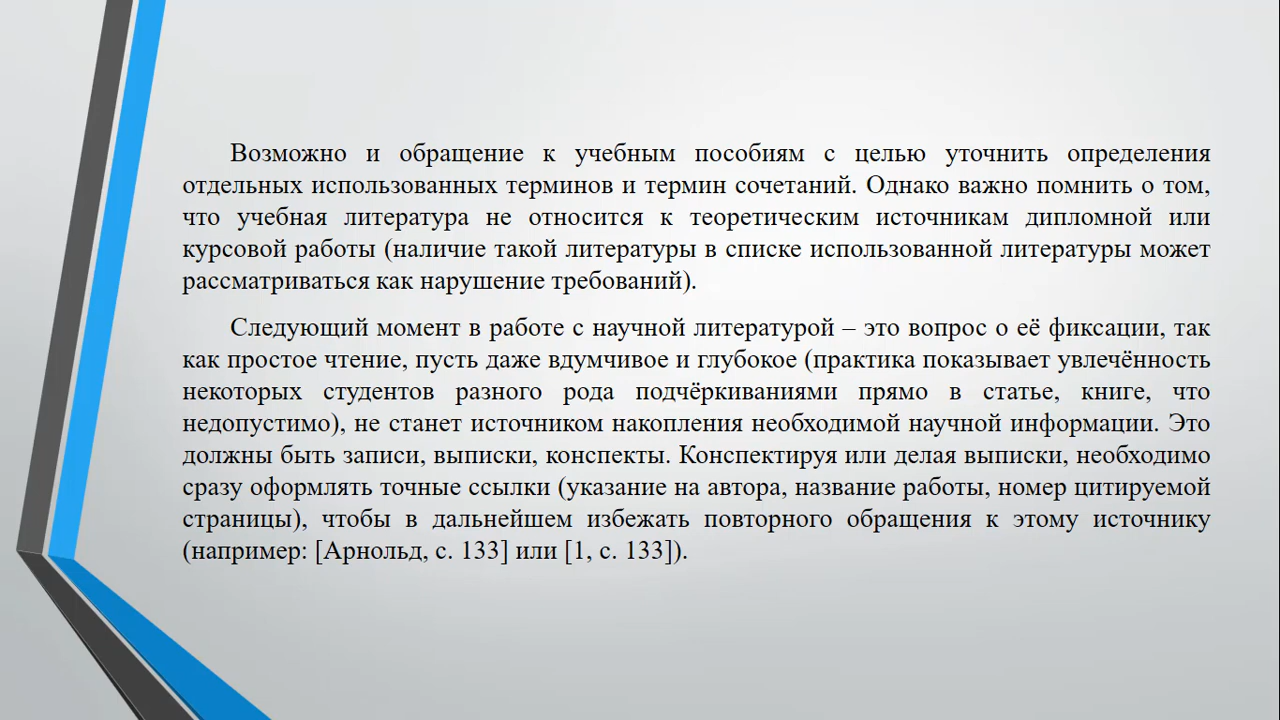 Возможно и обращение к учебным пособиям с целью уточнить определения
отдельных использованных терминов и термин сочетаний. Однако важно помнить о том,
что учебная литература не относится к теоретическим источникам дипломной или
курсовой работы (наличие такой литературы в списке использованной литературы может
рассматриваться как нарушение требований).
Следующий момент в работе с научной литературой – это вопрос о её фиксации, так
как простое чтение, пусть даже вдумчивое и глубокое (практика показывает увлечённость
некоторых студентов разного рода подчёркиваниями прямо в статье, книге, что
недопустимо), не станет источником накопления необходимой научной информации. Это
должны быть записи, выписки, конспекты. Конспектируя или делая выписки, необходимо
сразу оформлять точные ссылки (указание на автора, название работы, номер цитируемой
страницы), чтобы в дальнейшем избежать повторного обращения к этому источнику
(например: [Арнольд, с. 133] или [1, с. 133]).